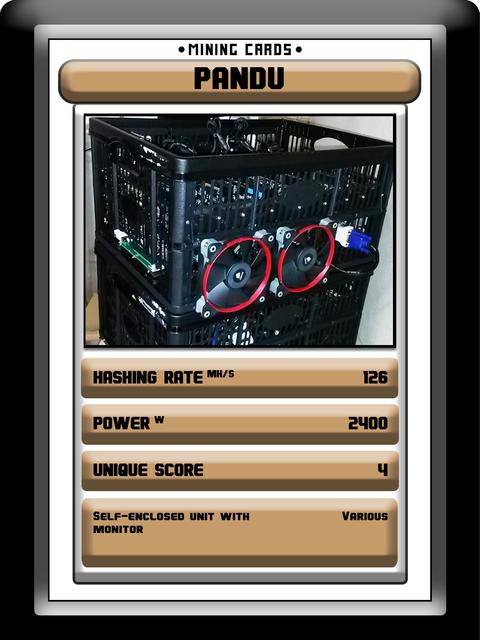 •MINING CARDS•
PANDU
HASHING RATE MH/S 126
POWER W 2400
UNIQUE SCORE 4
SELF-ENCLOSED UNIT WITH VARIOUS
MONITOR